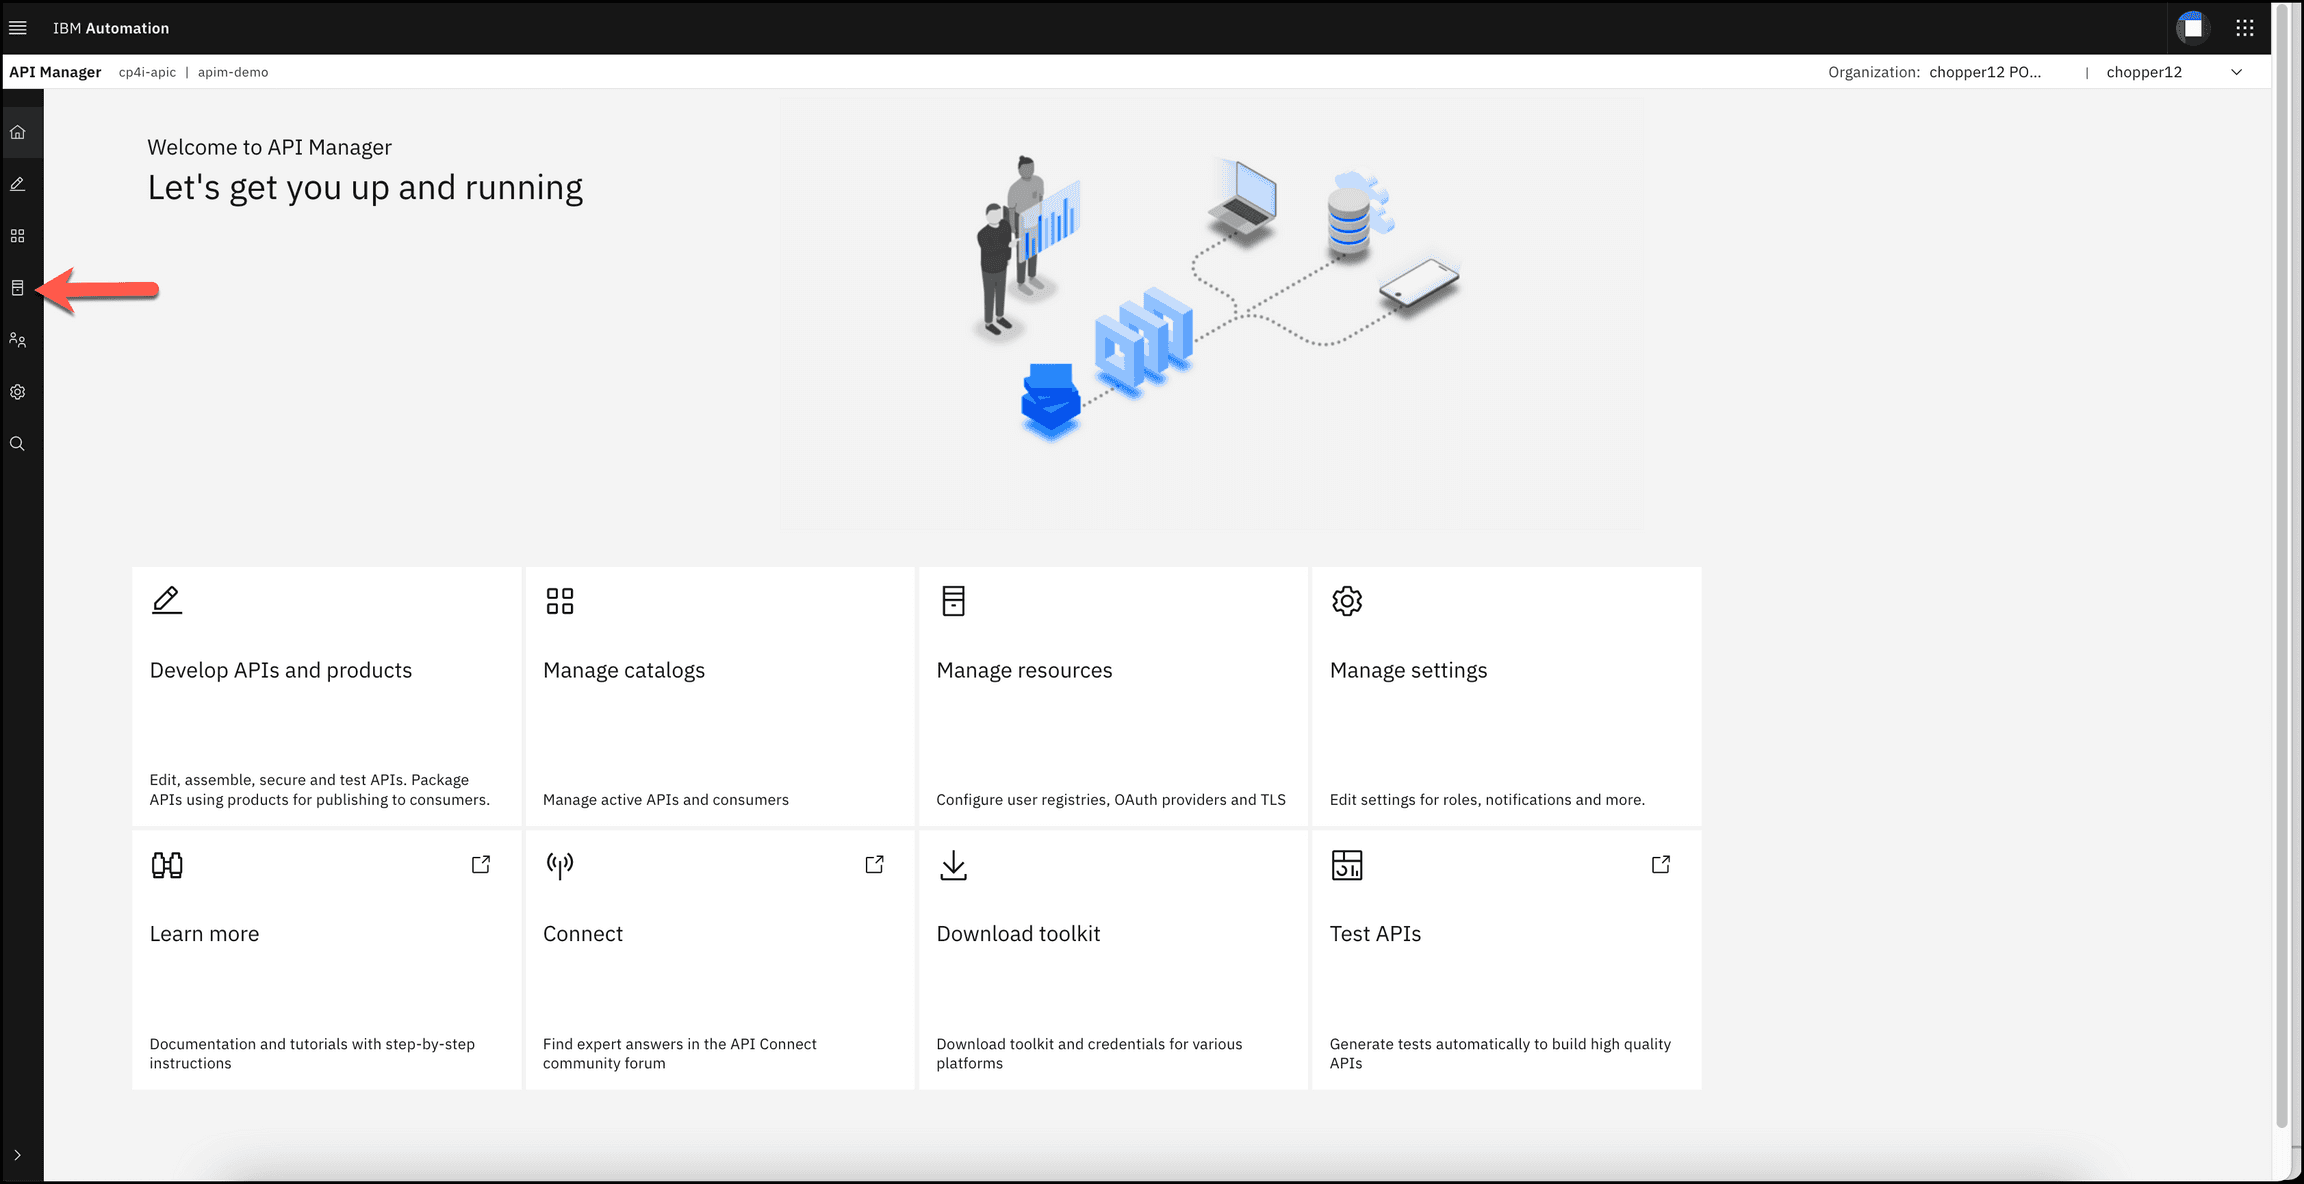 IBM Automation
API Manager cp4i-apic | apim-demo Organization: chopper12 PO... | chopper12
Welcome to API Manager
Let's get you up and running
Develop APIs and products
Edit, assemble, secure and test APIs. Package
APIs using products for publishing to consumers.
Manage catalogs
Manage active APIs and consumers
Manage resources
Configure user registries, OAuth providers and TLS
Manage settings
Edit settings for roles, notifications and more.
Learn more
Documentation and tutorials with step-by-step
instructions
Connect
Find expert answers in the API Connect
community forum
Download toolkit
Download toolkit and credentials for various
platforms
Test APIs
Generate tests automatically to build high quality
APIs